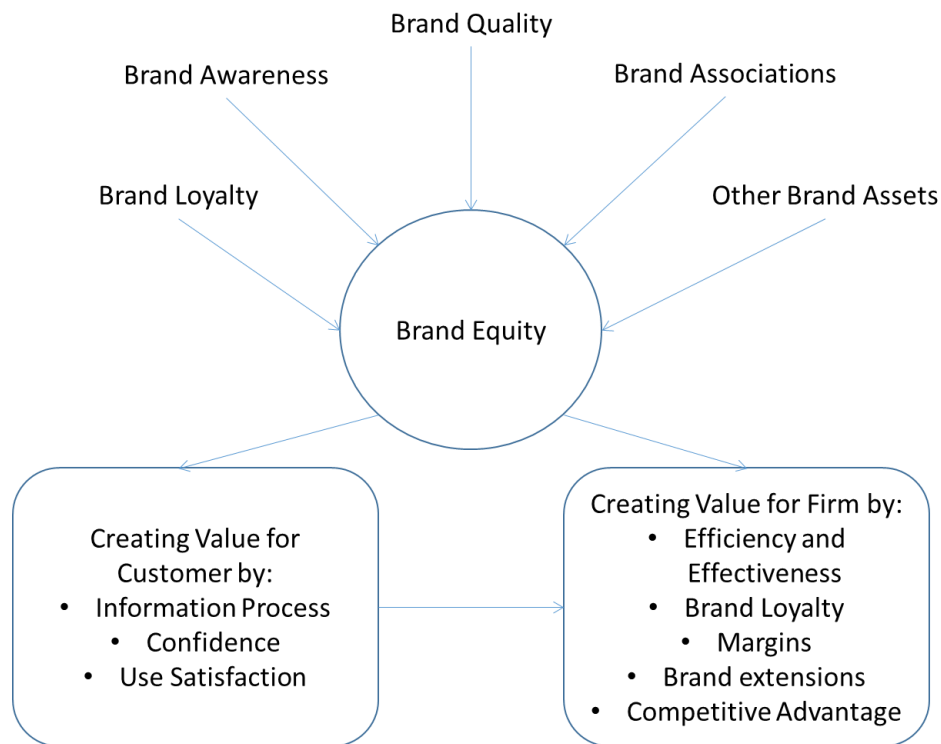 Brand Quality
Brand Awareness
Brand Associations
Brand Loyalty
Other Brand Assets
Brand Equity
Creating Value for
Customer by:
• Information Process
• Confidence
• Use Satisfaction
Creating Value for Firm by:
• Efficiency and
Effectiveness
• Brand Loyalty
• Margins
• Brand extensions
• Competitive Advantage